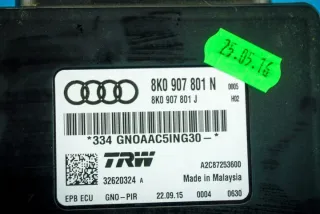 25.05.16
8K0 907 801 N 0005
8K0 907 801 J H02
*334 GN0AAC5ING30-*
TRW
A2C87253600
32620324 A Made in Malaysia
EPB ECU GNO-PIR 22.09.15 0004 0630